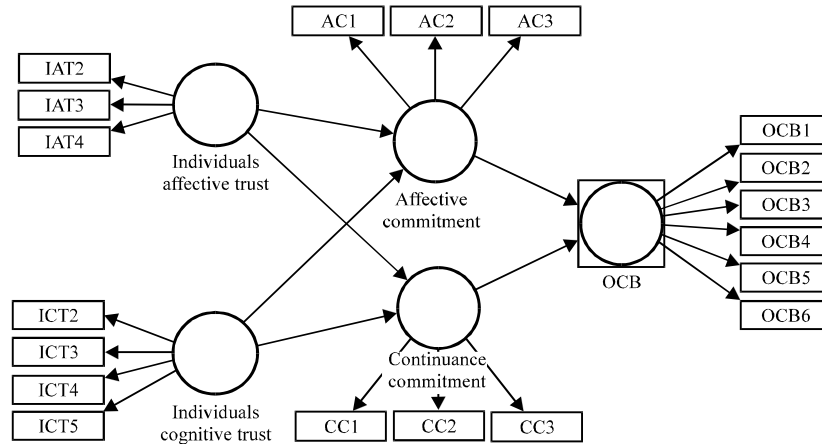 AC1
AC2
AC3
IAT2
IAT3
IAT4
Individuals
affective trust
Affective
commitment
OCB1
OCB2
OCB3
OCB4
OCB5
OCB6
OCB
ICT2
ICT3
ICT4
ICT5
Individuals
cognitive trust
Continuance
commitment
CC1
CC2
CC3